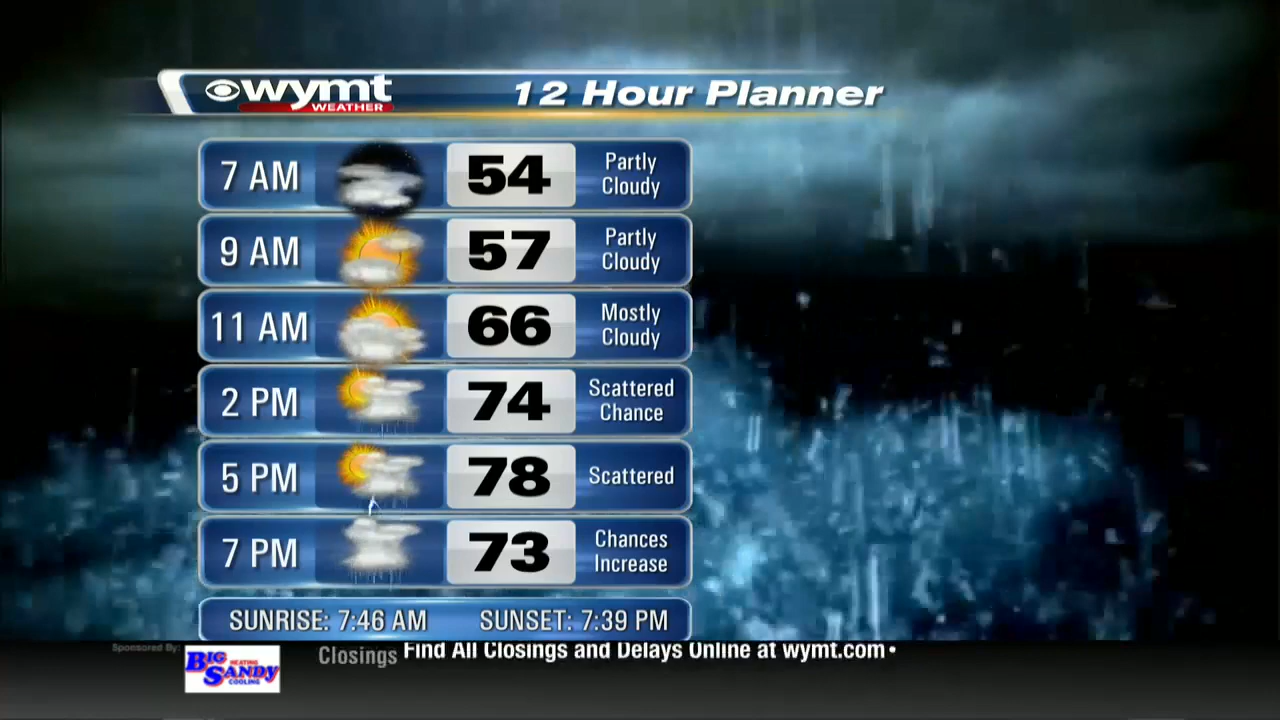 wymt
WEATHER
12 Hour Planner
7 AM
54
Partly
Cloudy
9 AM
57
Partly
Cloudy
11 AM
66
Mostly
Cloudy
2 PM
74
Scattered
Chance
5 PM
78
Scattered
7 PM
73
Chances
Increase
SUNRISE: 7:46 AM SUNSET: 7:39 PM
Sponsored By:
BIG
SANDY
HEATING
COOLING
Closings
Find All Closings and Delays Online at wymt.com •